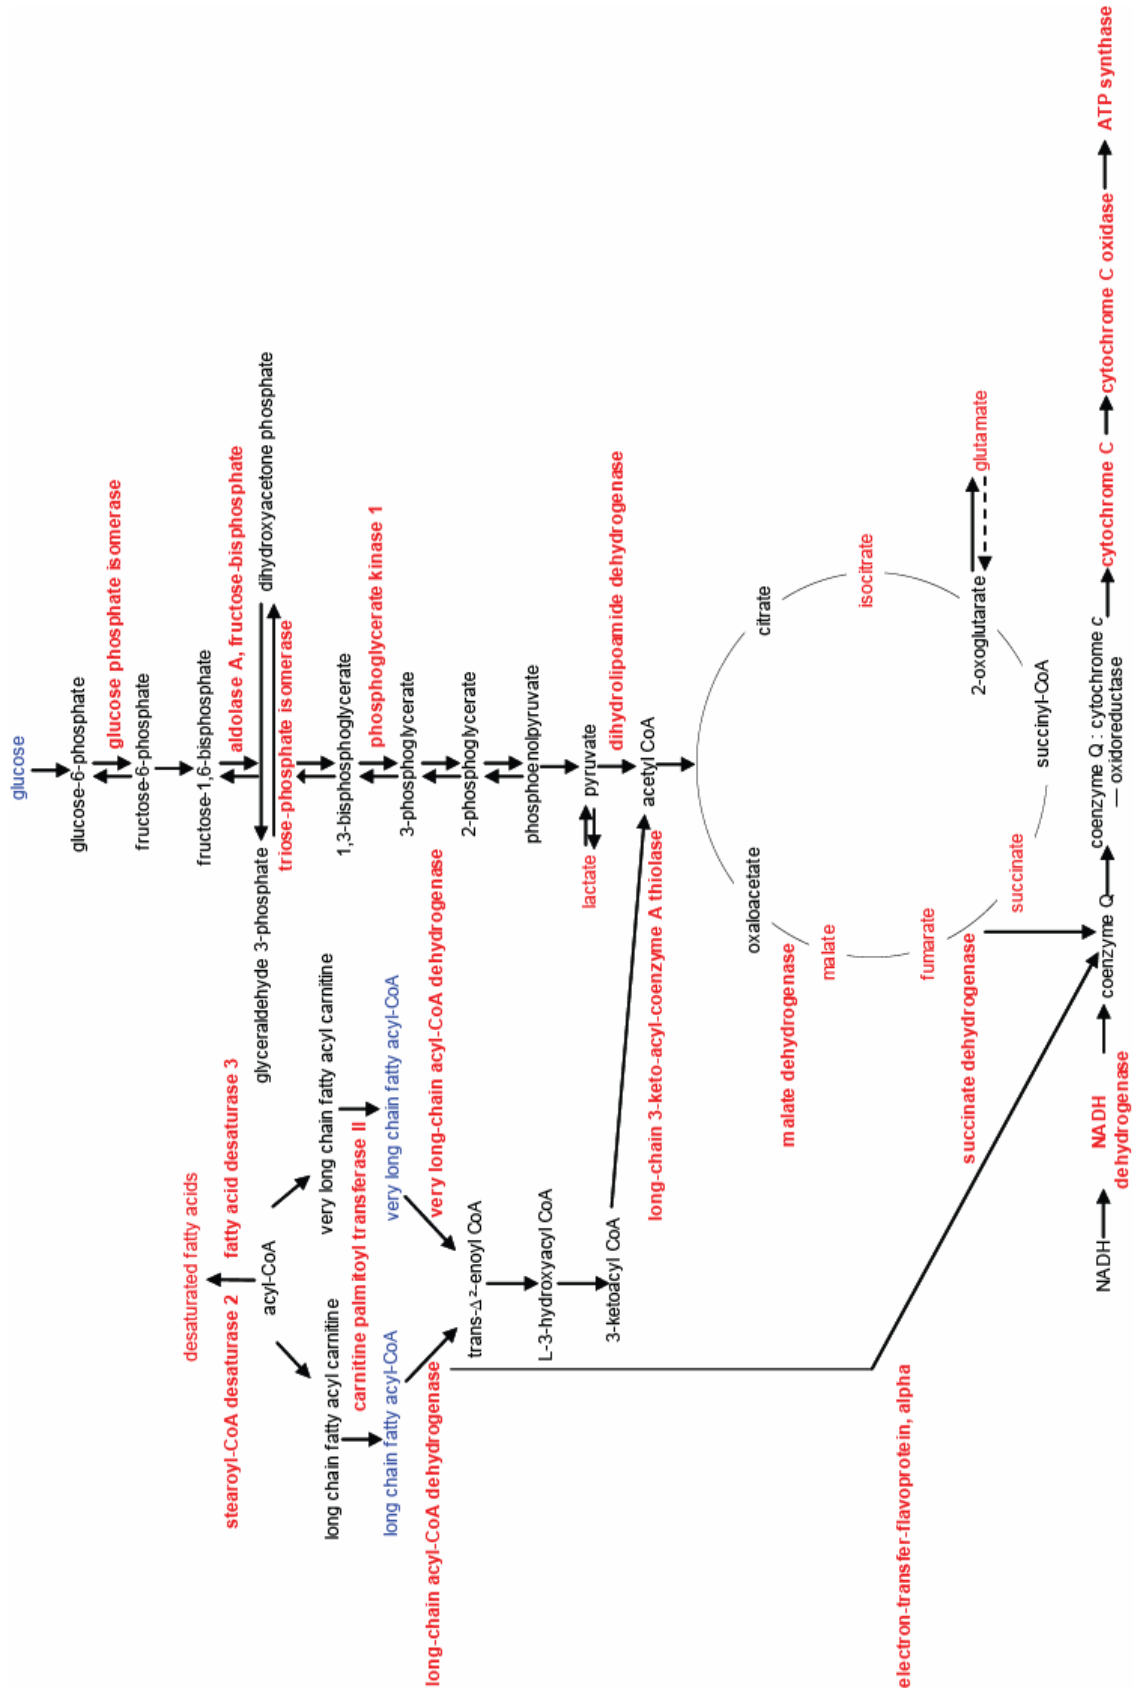 glucose
glucose-6-phosphate
glucose phosphate isomerase
fructose-6-phosphate
desaturated fatty acids
fructose-1,6-bisphosphate
stearoyl-CoA desaturase 2
fatty acid desaturase 3
aldolase A, fructose-bisphosphate
acyl-CoA
glyceraldehyde 3-phosphate
dihydroxyacetone phosphate
triose-phosphate isomerase
long chain fatty acyl carnitine
very long chain fatty acyl carnitine
1,3-bisphosphoglycerate
carnitine palmitoyl transferase II
phosphoglycerate kinase 1
long chain fatty acyl-CoA
very long chain fatty acyl-CoA
3-phosphoglycerate
long-chain acyl-CoA dehydrogenase
very long-chain acyl-CoA dehydrogenase
trans-Δ²-enoyl CoA
2-phosphoglycerate
L-3-hydroxyacyl CoA
phosphoenolpyruvate
lactate
pyruvate
3-ketoacyl CoA
dihydrolipoamide dehydrogenase
long-chain 3-keto-acyl-coenzyme A thiolase
acetyl CoA
oxaloacetate
citrate
malate dehydrogenase
malate
isocitrate
electron-transfer-flavoprotein, alpha
fumarate
succinate dehydrogenase
2-oxoglutarate
glutamate
succinate
succinyl-CoA
NADH
NADH
dehydrogenase
coenzyme Q
coenzyme Q : cytochrome c
— oxidoreductase
cytochrome C
cytochrome C oxidase
ATP synthase